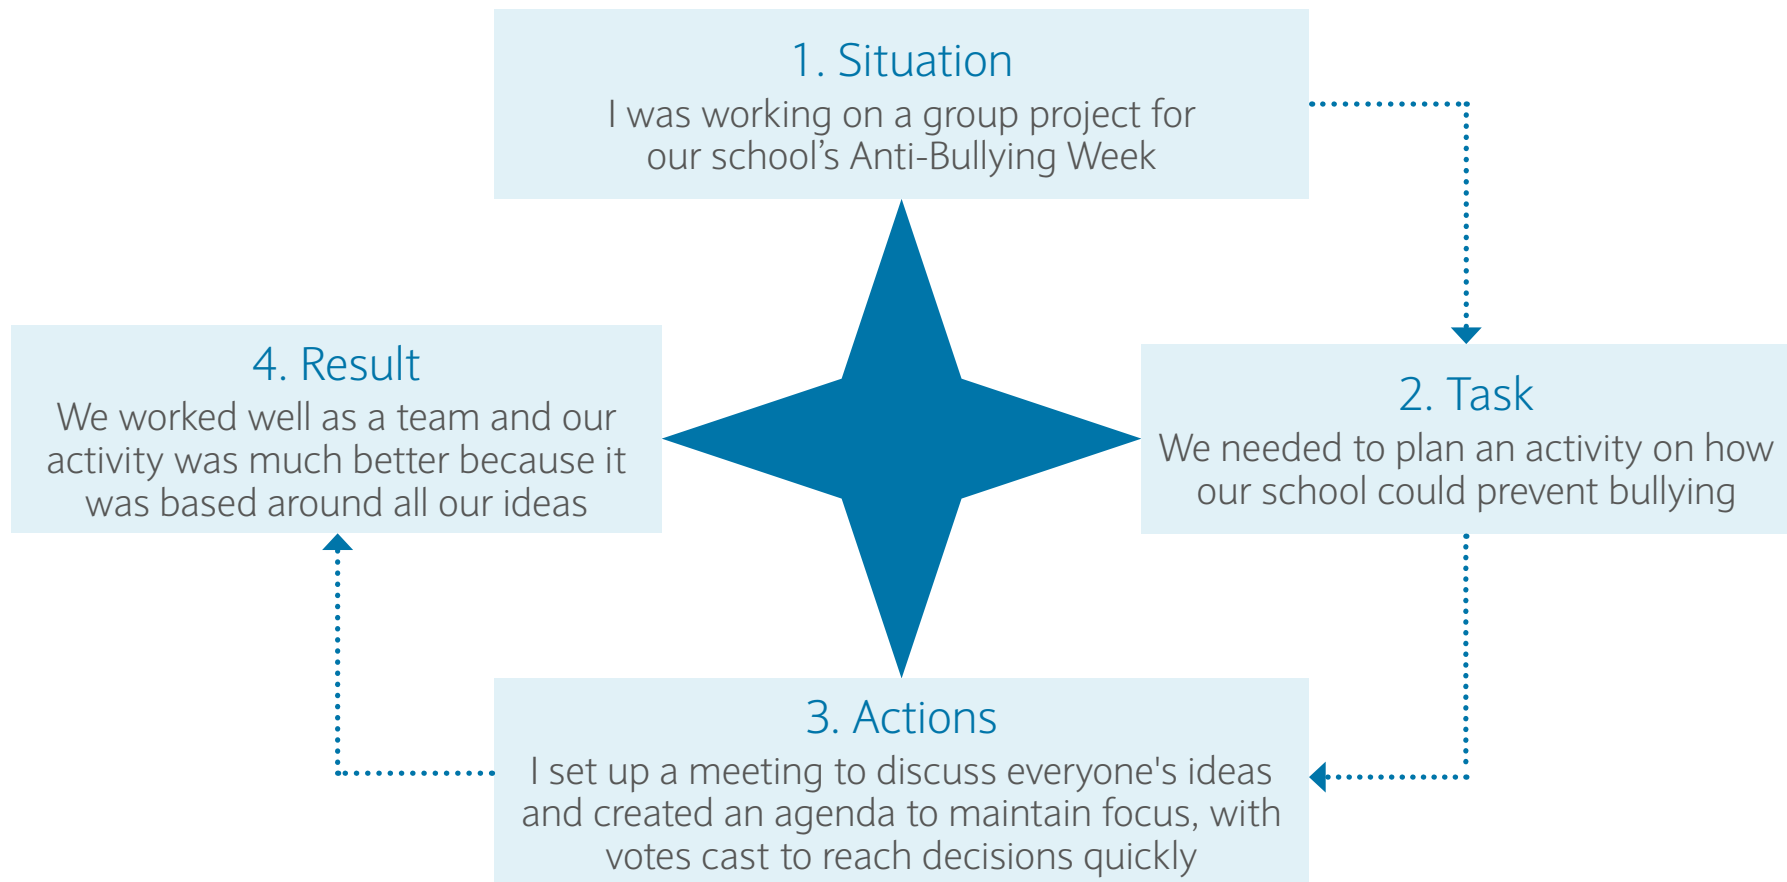 1. Situation
I was working on a group project for
our school’s Anti-Bullying Week
2. Task
We needed to plan an activity on how
our school could prevent bullying
3. Actions
I set up a meeting to discuss everyone's ideas
and created an agenda to maintain focus, with
votes cast to reach decisions quickly
4. Result
We worked well as a team and our
activity was much better because it
was based around all our ideas